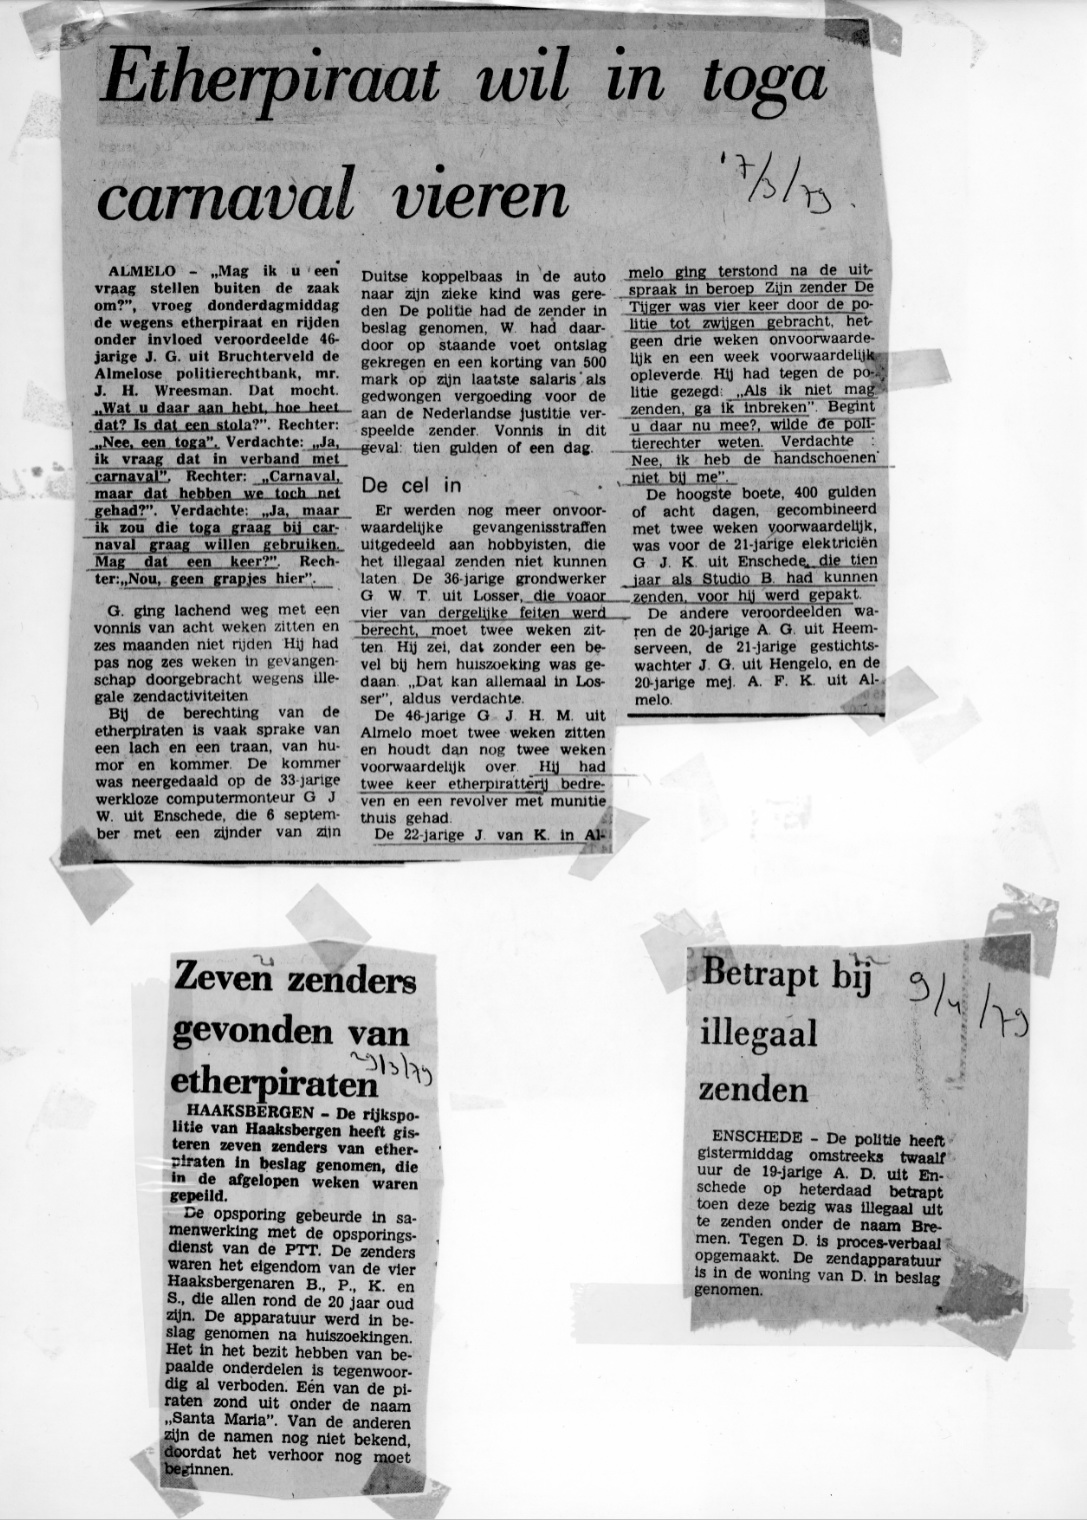 Etherpiraat wil in toga
carnaval vieren
17/3/79.
ALMELO – „Mag ik u een
vraag stellen buiten de zaak
om?”, vroeg donderdagmiddag
de wegens etherpiraat en rijden
onder invloed veroordeelde 46-
jarige J. G. uit Bruchterveld de
Almelose politierechtbank, mr.
J. H. Wreesman. Dat mocht.
„Wat u daar aan hebt, hoe heet
dat? Is dat een stola?”. Rechter:
„Nee, een toga”. Verdachte: „Ja,
ik vraag dat in verband met
carnaval”. Rechter: „Carnaval,
maar dat hebben we toch net
gehad?”. Verdachte: „Ja, maar
ik zou die toga graag bij car-
naval graag willen gebruiken.
Mag dat een keer?”. Rech-
ter:„Nou, geen grapjes hier”.
G. ging lachend weg met een
vonnis van acht weken zitten en
zes maanden niet rijden Hij had
pas nog zes weken in gevangen-
schap doorgebracht wegens ille-
gale zendactiviteiten
Bij de berechting van de
etherpiraten is vaak sprake van
een lach en een traan, van hu-
mor en kommer. De kommer
was neergedaald op de 33-jarige
werkloze computermonteur G J
W. uit Enschede, die 6 septem-
ber met een zijnder van zijn
Duitse koppelbaas in de auto
naar zijn zieke kind was gere-
den De politie had de zender in
beslag genomen, W. had daar-
door op staande voet ontslag
gekregen en een korting van 500
mark op zijn laatste salaris als
gedwongen vergoeding voor de
aan de Nederlandse justitie ver-
speelde zender. Vonnis in dit
geval: tien gulden of een dag.
De cel in
Er werden nog meer onvoor-
waardelijke gevangenisstraffen
uitgedeeld aan hobbyisten, die
het illegaal zenden niet kunnen
laten. De 36-jarige grondwerker
G W. T. uit Losser, die voaor
vier van dergelijke feiten werd
berecht, moet twee weken zit-
ten. Hij zei, dat zonder een be-
vel bij hem huiszoeking was ge-
daan. „Dat kan allemaal in Los-
ser”, aldus verdachte.
De 46-jarige G J. H. M. uit
Almelo moet twee weken zitten
en houdt dan nog twee weken
voorwaardelijk over. Hij had
twee keer etherpiratterij bedre-
ven en een revolver met munitie
thuis gehad.
De 22-jarige J. van K. in Al-
melo ging terstond na de uit-
spraak in beroep Zijn zender De
Tijger was vier keer door de po-
litie tot zwijgen gebracht, het-
geen drie weken onvoorwaarde-
lijk en een week voorwaardelijk
opleverde. Hij had tegen de po-
litie gezegd: „Als ik niet mag
zenden, ga ik inbreken”. Begint
u daar nu mee?, wilde de poli-
tierechter weten. Verdachte :
Nee, ik heb de handschoenen
niet bij me”.
De hoogste boete, 400 gulden
of acht dagen, gecombineerd
met twee weken voorwaardelijk,
was voor de 21-jarige elektriciën
G J. K. uit Enschede, die tien
jaar als Studio B. had kunnen
zenden, voor hij werd gepakt.
De andere veroordeelden wa-
ren de 20-jarige A. G. uit Heem-
serveen, de 21-jarige gestichts-
wachter J. G. uit Hengelo, en de
20-jarige mej. A. F. K. uit Al-
melo.
Zeven zenders
gevonden van
etherpiraten
29/3/79
HAAKSBERGEN – De rijkspo-
litie van Haaksbergen heeft gis-
teren zeven zenders van ether-
piraten in beslag genomen, die
in de afgelopen weken waren
gepeild.
De opsporing gebeurde in sa-
menwerking met de opsporings-
dienst van de PTT. De zenders
waren het eigendom van de vier
Haaksbergenaren B., P., K. en
S., die allen rond de 20 jaar oud
zijn. De apparatuur werd in be-
slag genomen na huiszoekingen.
Het in het bezit hebben van be-
paalde onderdelen is tegenwoor-
dig al verboden. Eén van de pi-
raten zond uit onder de naam
„Santa Maria”. Van de anderen
zijn de namen nog niet bekend,
doordat het verhoor nog moet
beginnen.
Betrapt bij
illegaal
zenden
9/4/79
ENSCHEDE – De politie heeft
gistermiddag omstreeks twaalf
uur de 19-jarige A. D. uit En-
schede op heterdaad betrapt
toen deze bezig was illegaal uit
te zenden onder de naam Bre-
men. Tegen D. is proces-verbaal
opgemaakt. De zendapparatuur
is in de woning van D. in beslag
genomen.